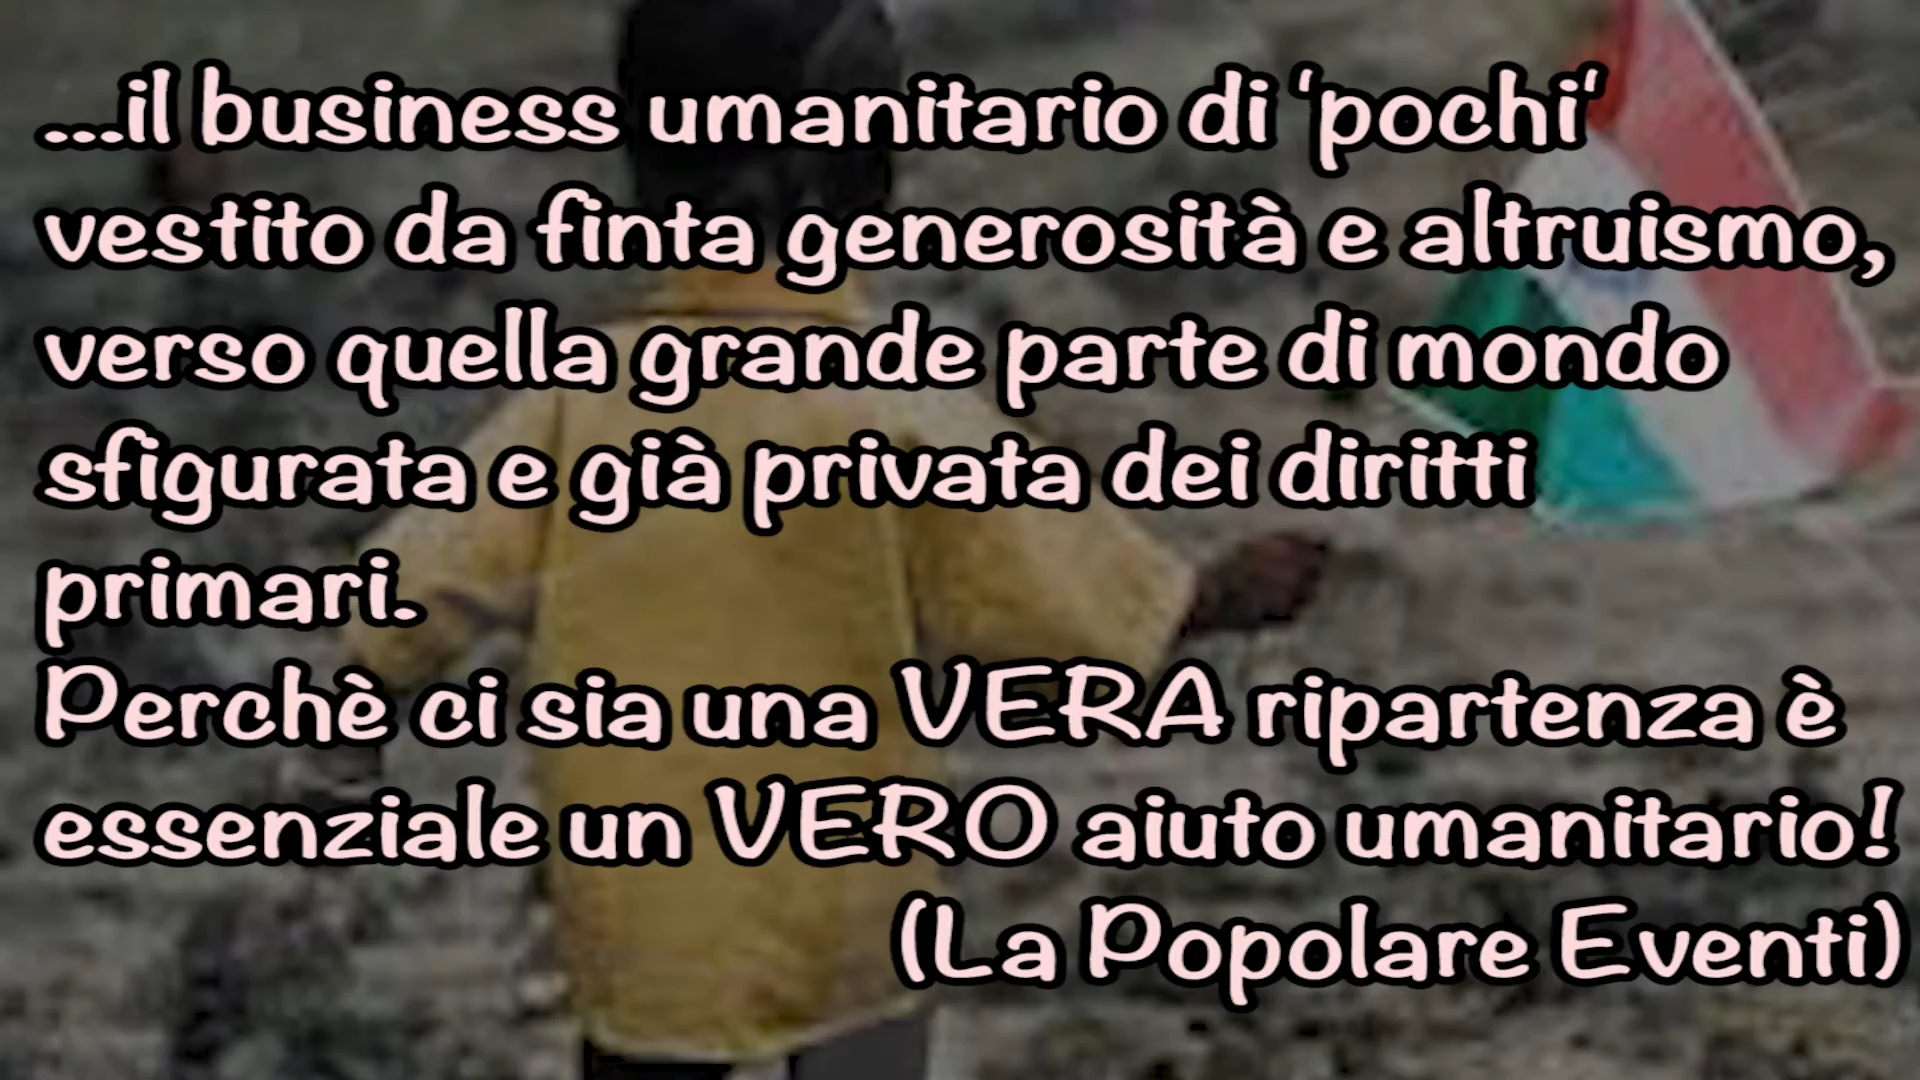 ...il business umanitario di 'pochi'
vestito da finta generosità e altruismo,
verso quella grande parte di mondo
sfigurata e già privata dei diritti
primari.
Perchè ci sia una VERA ripartenza è
essenziale un VERO aiuto umanitario!
(La Popolare Eventi)